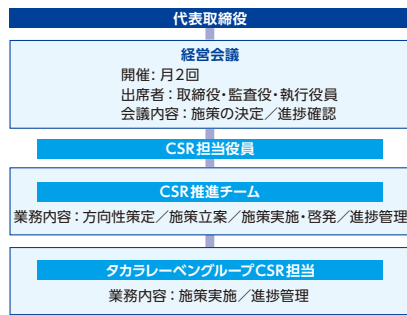 代表取締役
経営会議
開催：月2回
出席者：取締役・監査役・執行役員
会議内容：施策の決定／進捗確認
CSR担当役員
CSR推進チーム
業務内容：方向性策定／施策立案／施策実施・啓発／進捗管理
タカラレーベングループCSR担当
業務内容：施策実施／進捗管理